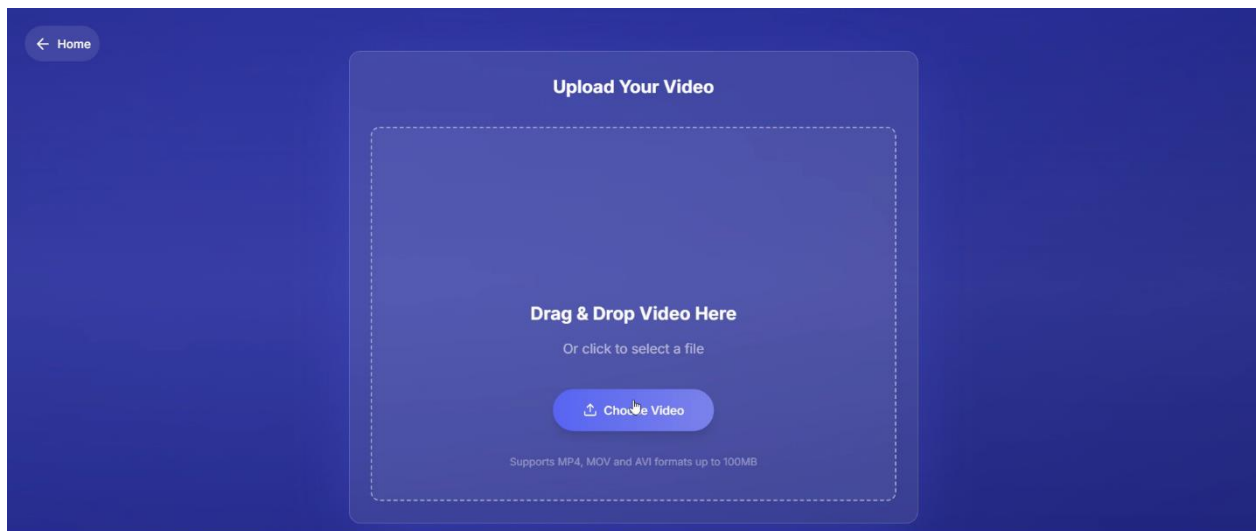 Home
Upload Your Video
Drag & Drop Video Here
Or click to select a file
Choose Video
Supports MP4, MOV and AVI formats up to 100MB